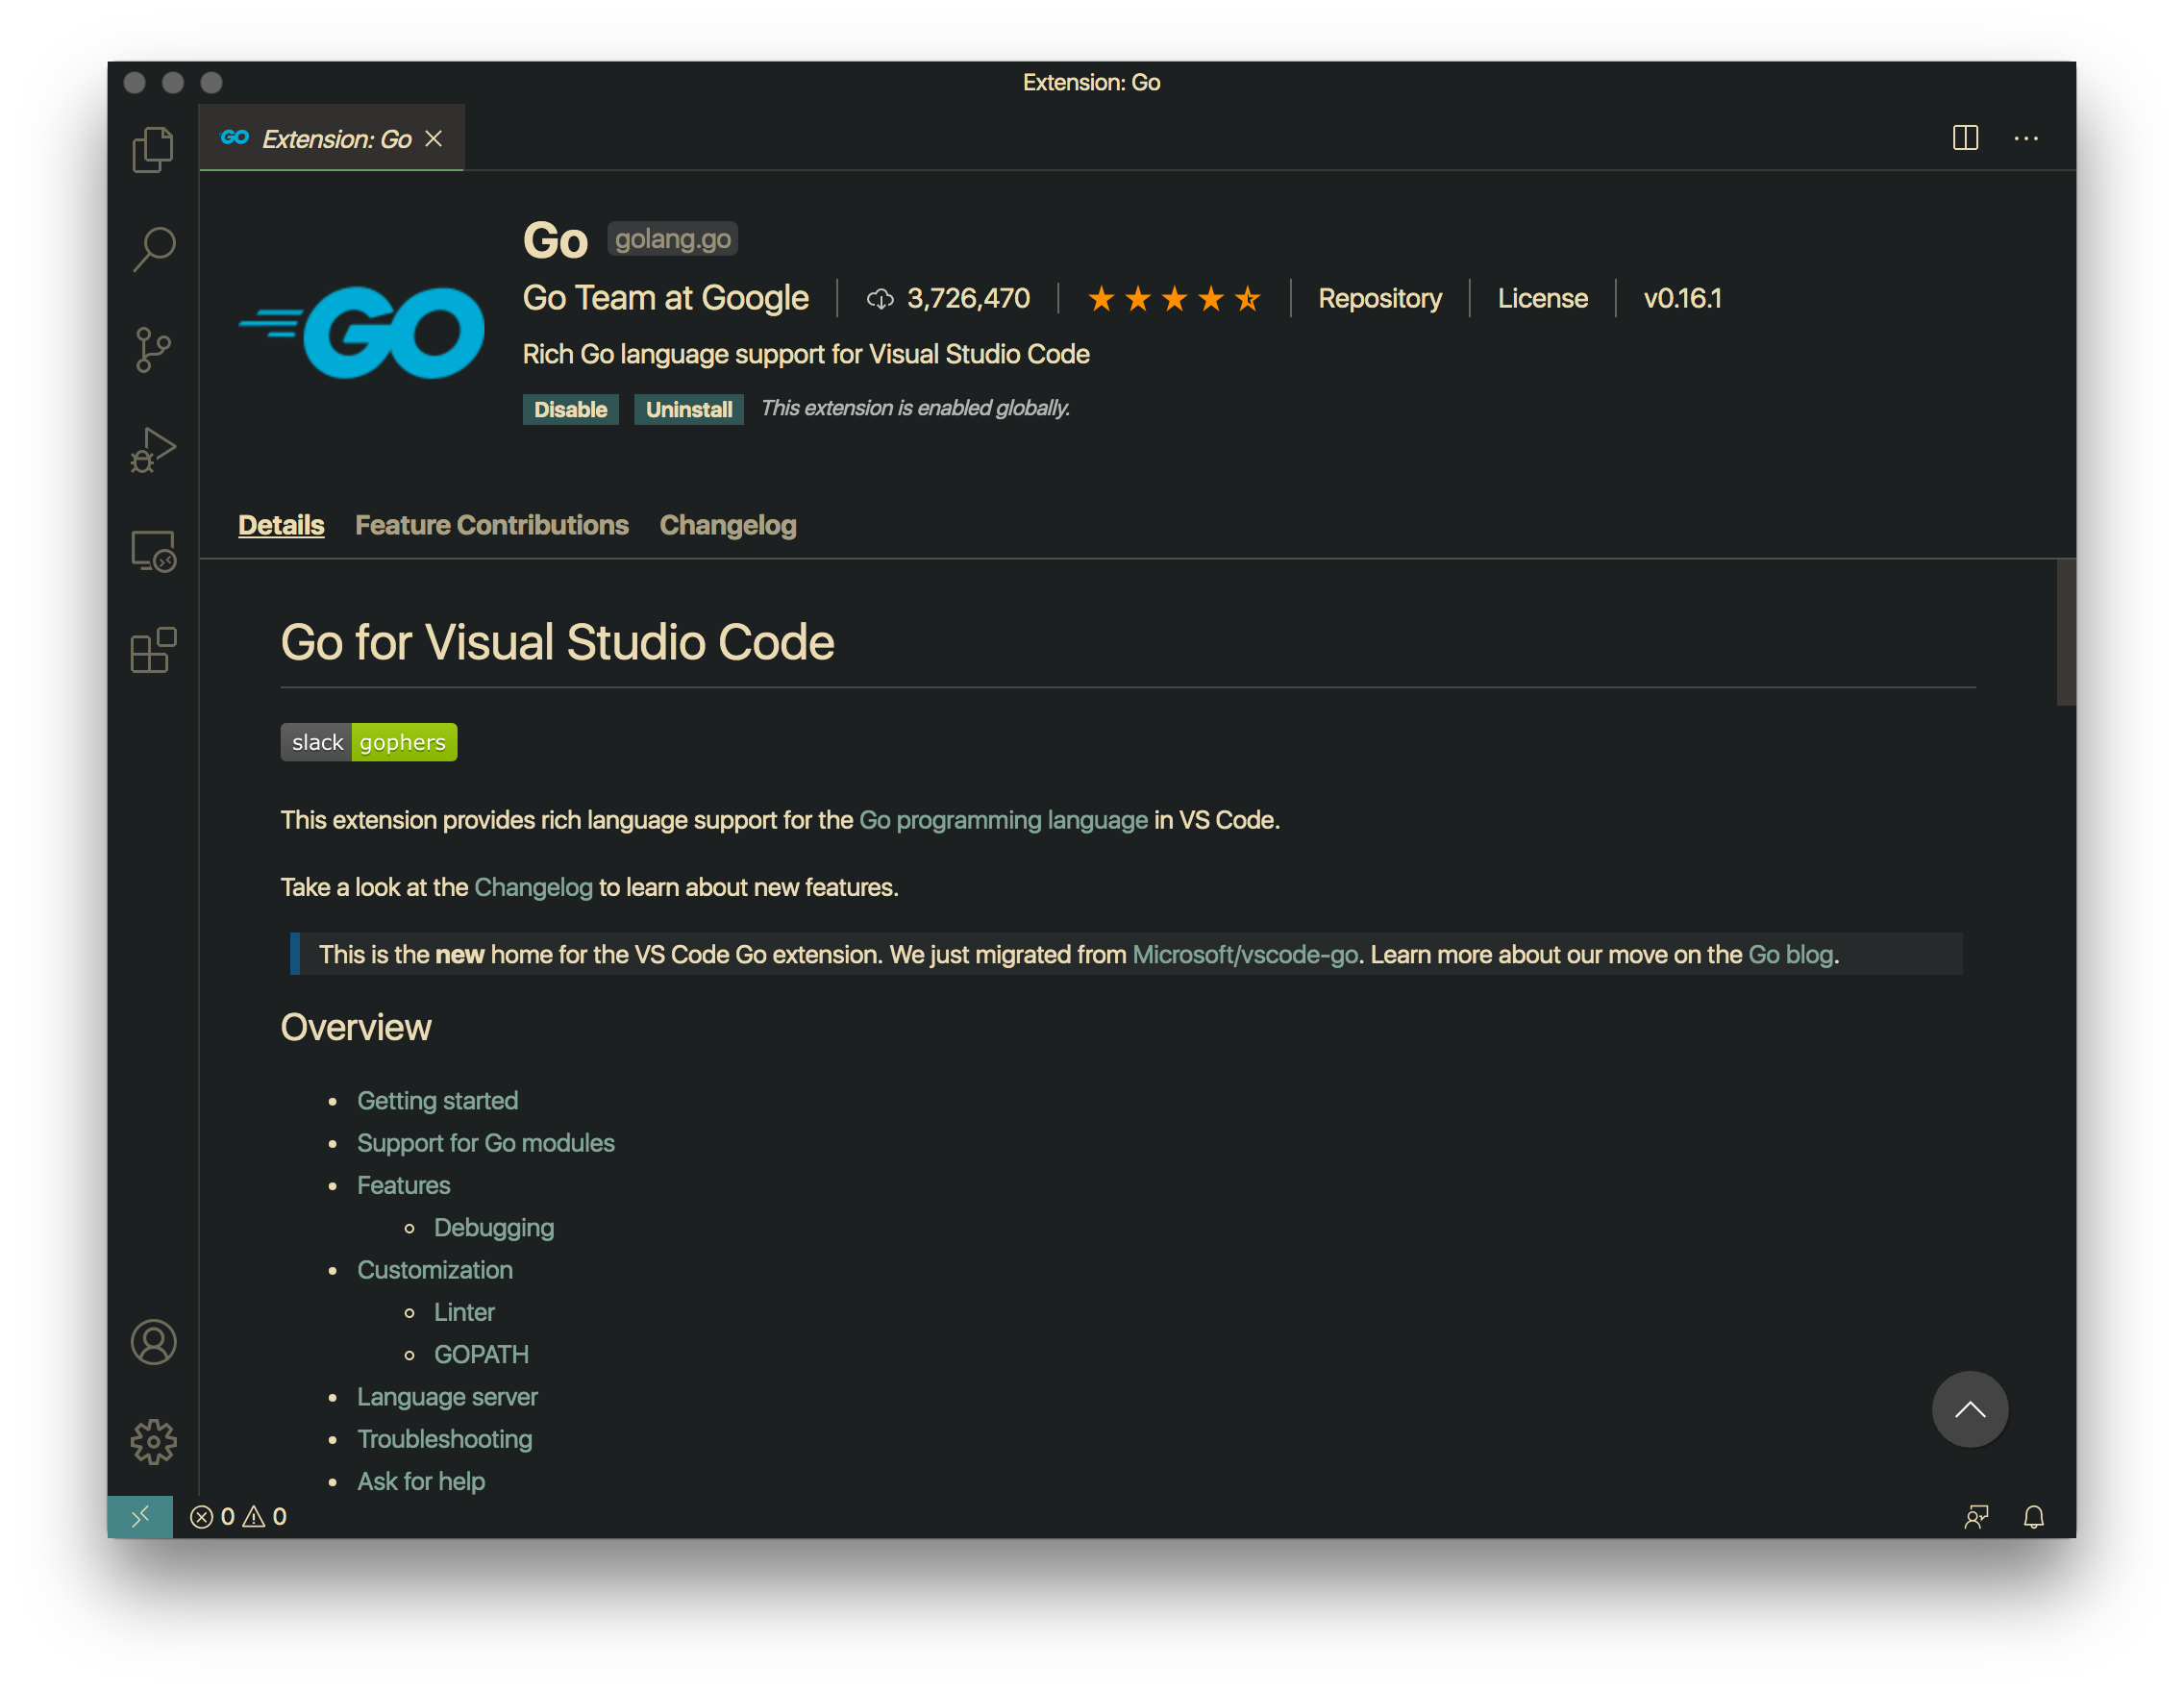 Extension: Go
GO Extension: Go
Go golang.go
GO
Go Team at Google 3,726,470 Repository License v0.16.1
Rich Go language support for Visual Studio Code
Disable Uninstall This extension is enabled globally.
Details Feature Contributions Changelog
Go for Visual Studio Code
slack gophers
This extension provides rich language support for the Go programming language in VS Code.
Take a look at the Changelog to learn about new features.
This is the new home for the VS Code Go extension. We just migrated from Microsoft/vscode-go. Learn more about our move on the Go blog.
Overview
Getting started
Support for Go modules
Features
Debugging
Customization
Linter
GOPATH
Language server
Troubleshooting
Ask for help
0 0